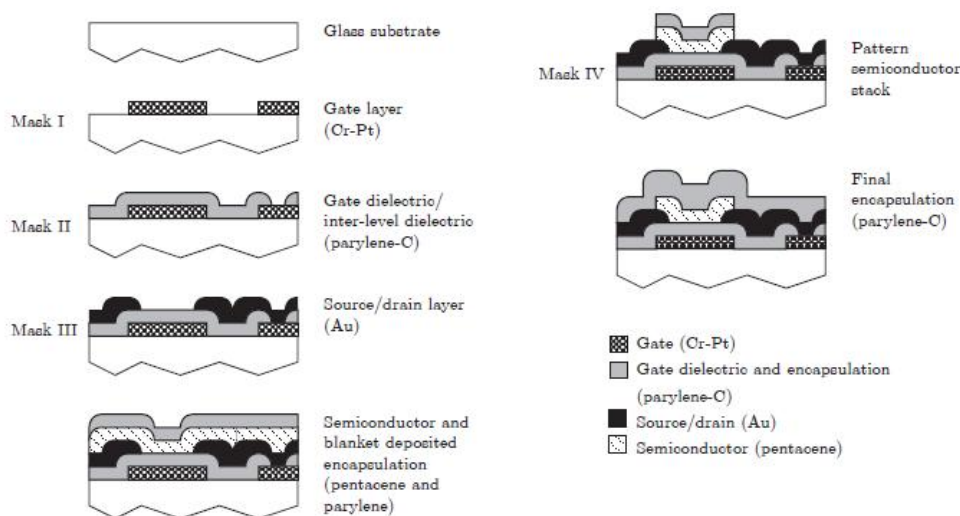 Glass substrate
Mask I
Gate layer
(Cr-Pt)
Mask II
Gate dielectric/
inter-level dielectric
(parylene-C)
Mask III
Source/drain layer
(Au)
Semiconductor and
blanket deposited
encapsulation
(pentacene and
parylene)
Mask IV
Pattern
semiconductor
stack
Final
encapsulation
(parylene-C)
Gate (Cr-Pt)
Gate dielectric and encapsulation
(parylene-C)
Source/drain (Au)
Semiconductor (pentacene)